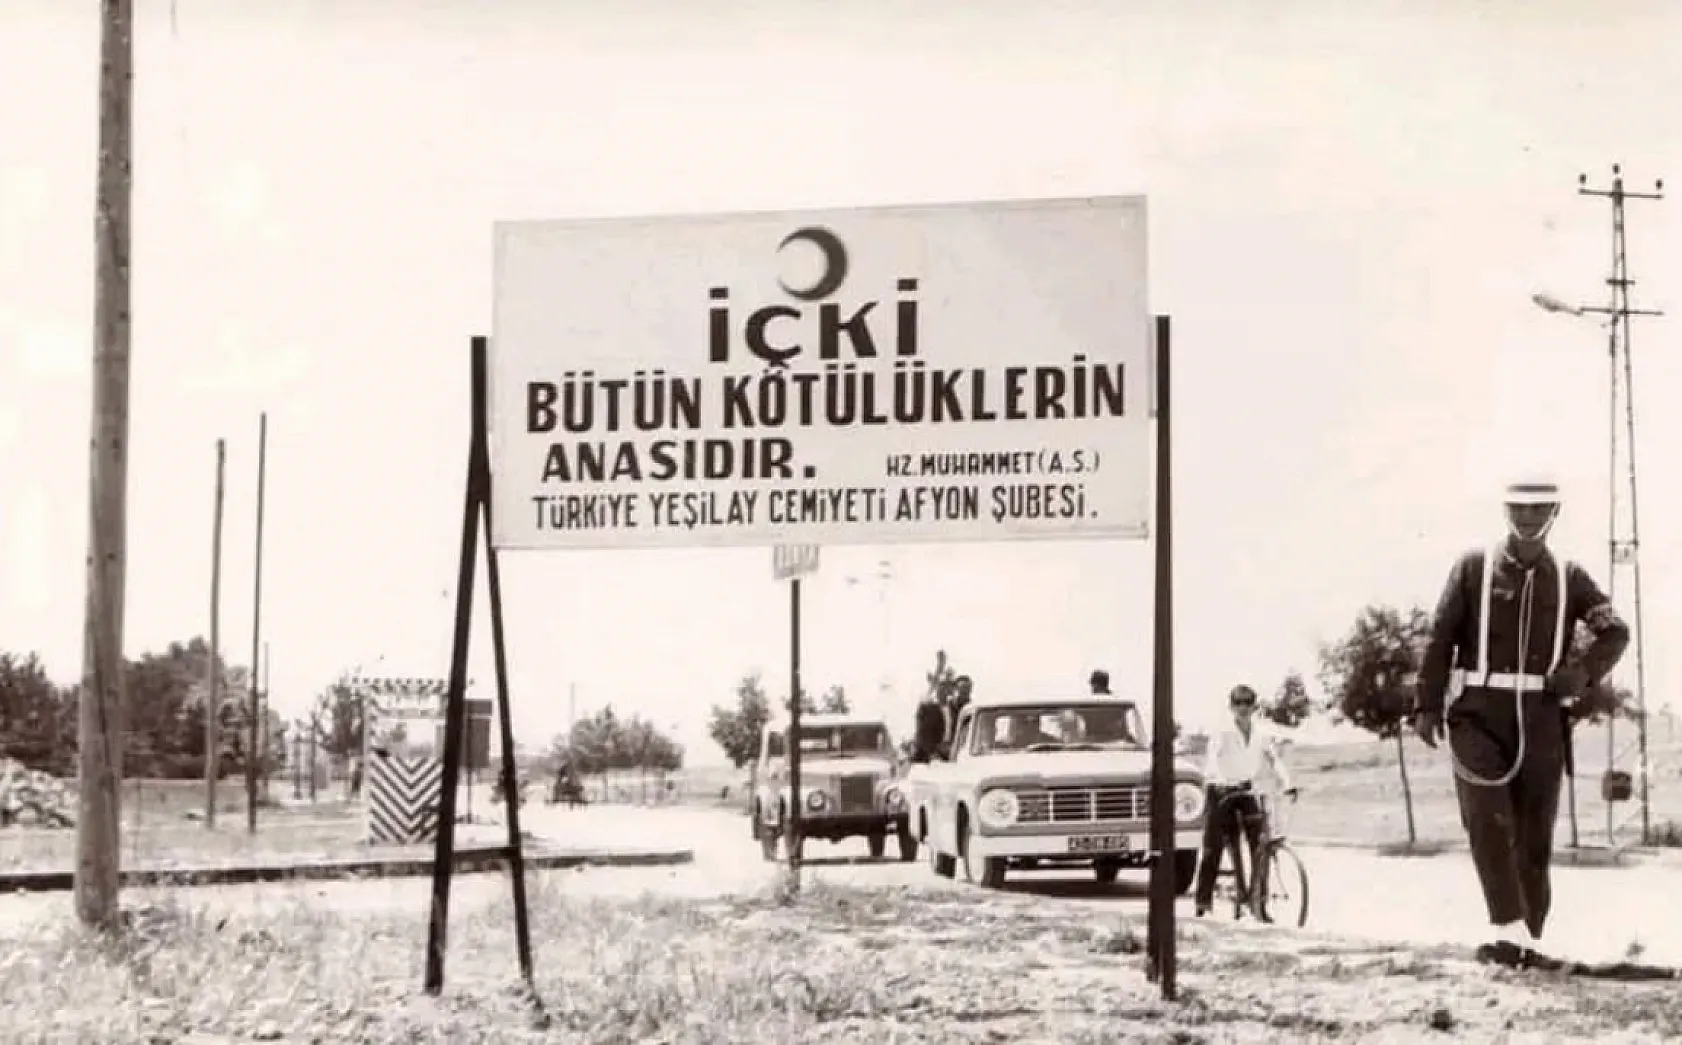 İÇKİ
BÜTÜN KÖTÜLÜKLERİN
ANASIDIR.
HZ. MUHAMMET (A.S.)
TÜRKİYE YEŞİLAY CEMİYETİ AFYON ŞUBESİ.